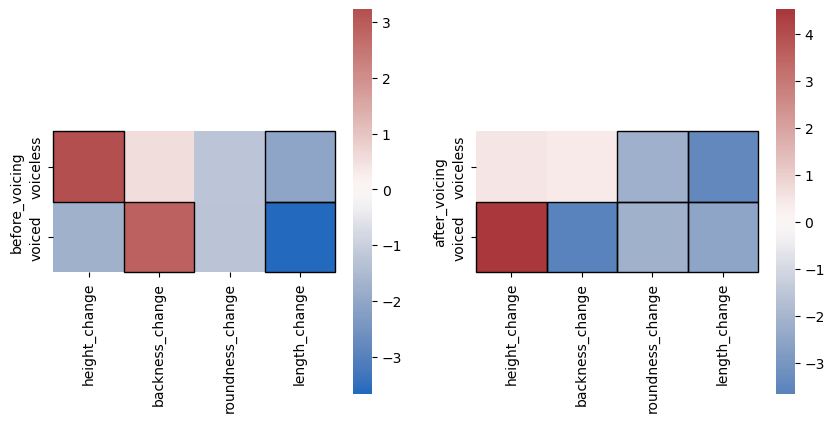 before_voicing
voiceless
voiced
height_change
backness_change
roundness_change
length_change
3
2
1
0
−1
−2
−3
after_voicing
voiceless
voiced
height_change
backness_change
roundness_change
length_change
4
3
2
1
0
−1
−2
−3